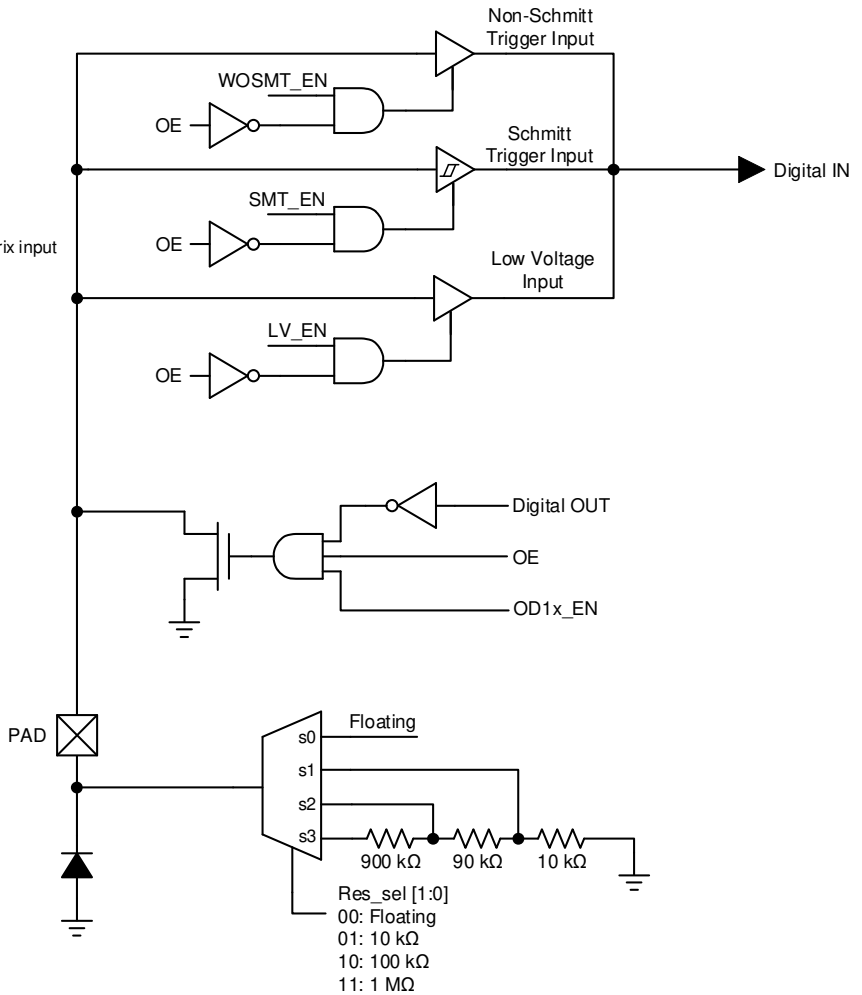 Non-Schmitt
Trigger Input
WOSMT_EN
OE
Schmitt
Trigger Input
Digital IN
SMT_EN
OE
rix input
Low Voltage
Input
LV_EN
OE
Digital OUT
OE
OD1x_EN
PAD
Floating
s0
s1
s2
s3
900 kΩ
90 kΩ
10 kΩ
Res_sel [1:0]
00: Floating
01: 10 kΩ
10: 100 kΩ
11: 1 MΩ